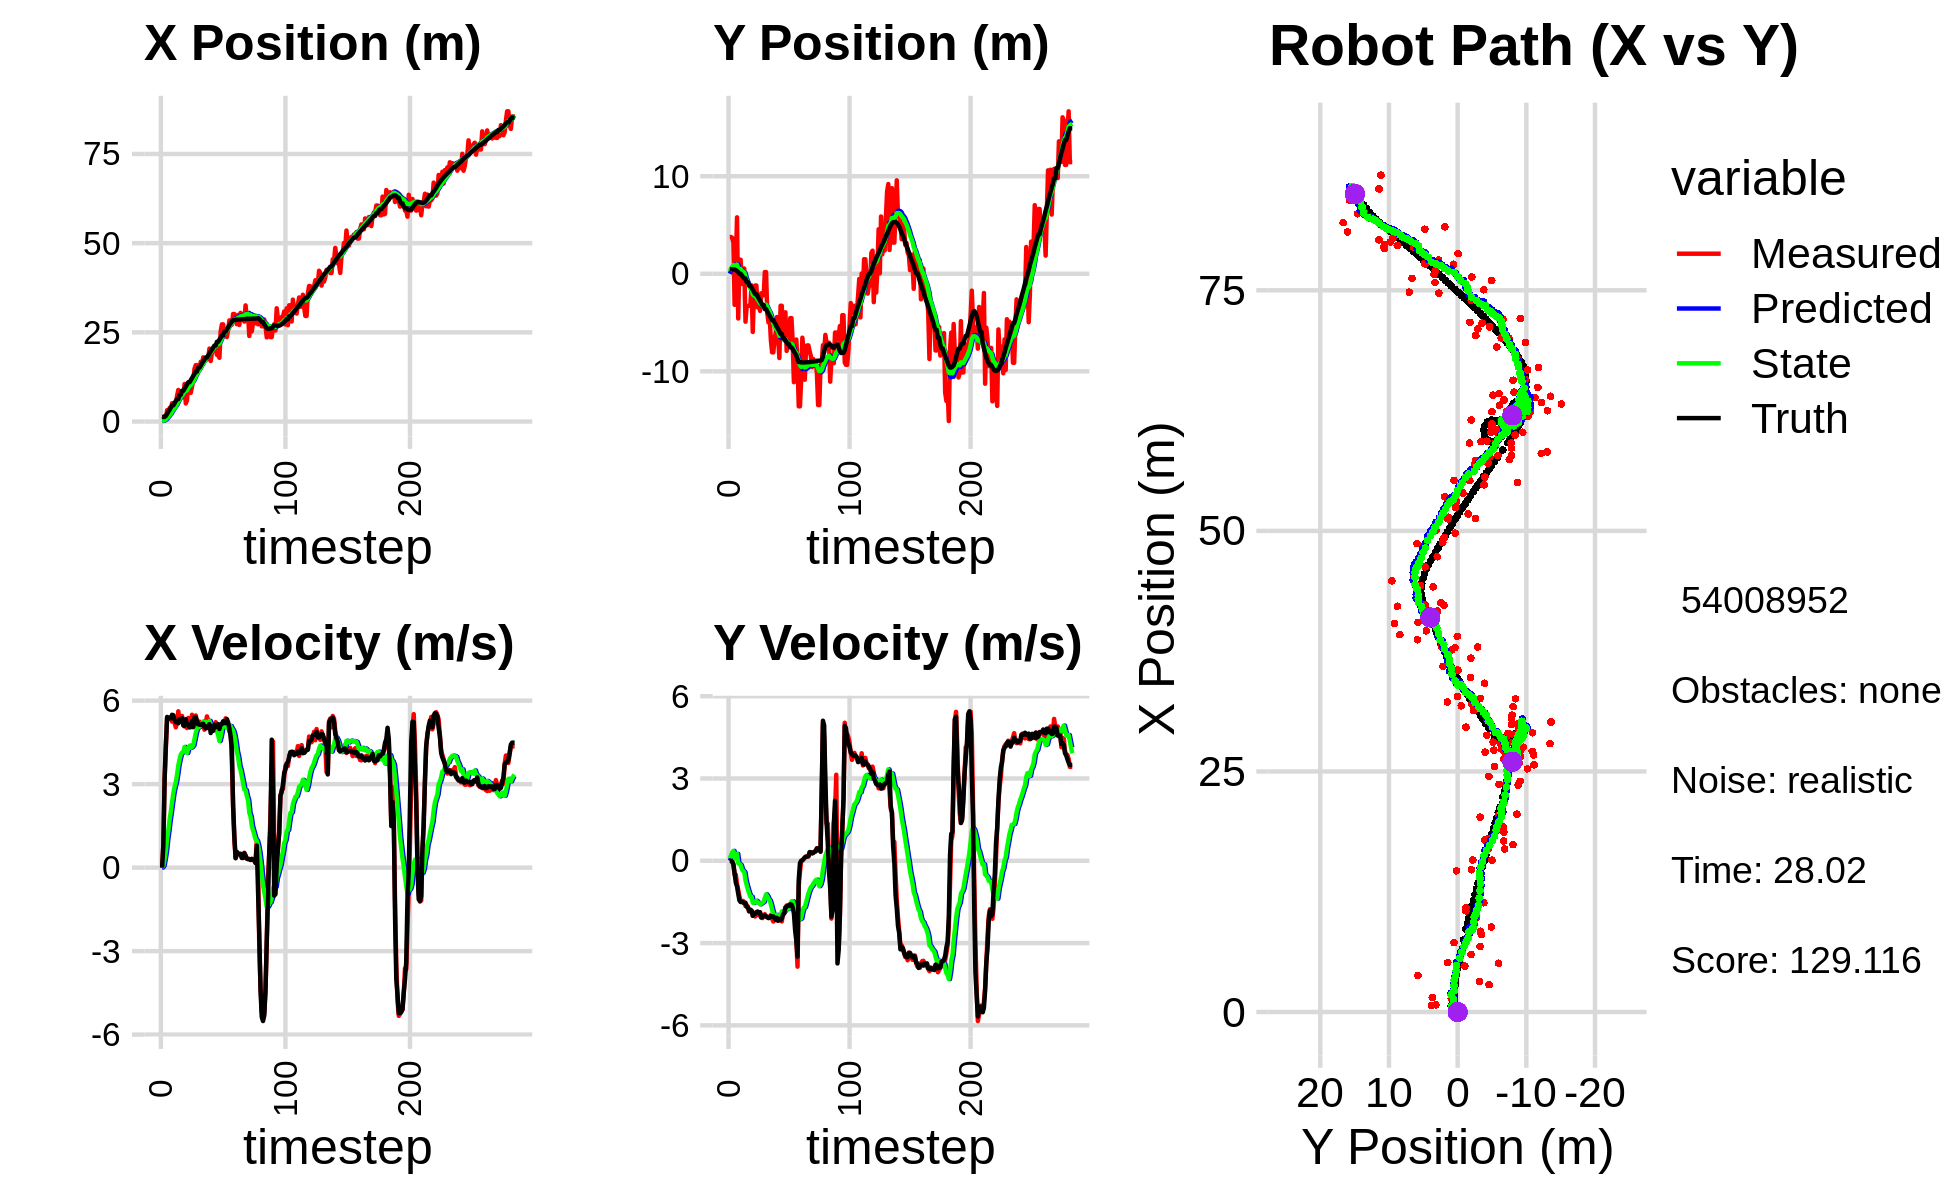 X Position (m)
75
50
25
0
0
100
200
timestep
Y Position (m)
10
0
-10
0
100
200
timestep
X Velocity (m/s)
6
3
0
-3
-6
0
100
200
timestep
Y Velocity (m/s)
6
3
0
-3
-6
0
100
200
timestep
Robot Path (X vs Y)
X Position (m)
75
50
25
0
20 10 0 -10 -20
Y Position (m)
variable
Measured
Predicted
State
Truth
54008952
Obstacles: none
Noise: realistic
Time: 28.02
Score: 129.116